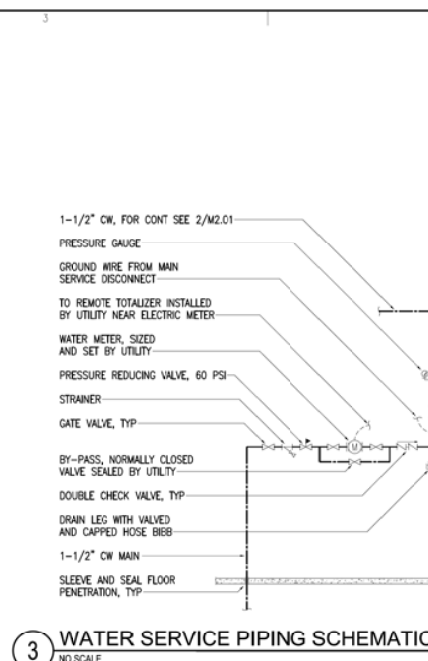 3
1-1/2" CW, FOR CONT SEE 2/M2.01
PRESSURE GAUGE
GROUND WIRE FROM MAIN
SERVICE DISCONNECT
TO REMOTE TOTALIZER INSTALLED
BY UTILITY NEAR ELECTRIC METER
WATER METER, SIZED
AND SET BY UTILITY
PRESSURE REDUCING VALVE, 60 PSI
STRAINER
GATE VALVE, TYP
M
BY-PASS, NORMALLY CLOSED
VALVE SEALED BY UTILTY
DOUBLE CHECK VALVE, TYP
DRAIN LEG WITH VALVED
AND CAPPED HOSE BIBB
1-1/2" CW MAIN
SLEEVE AND SEAL FLOOR
PENETRATION, TYP
3 WATER SERVICE PIPING SCHEMATIC
NO SCALE